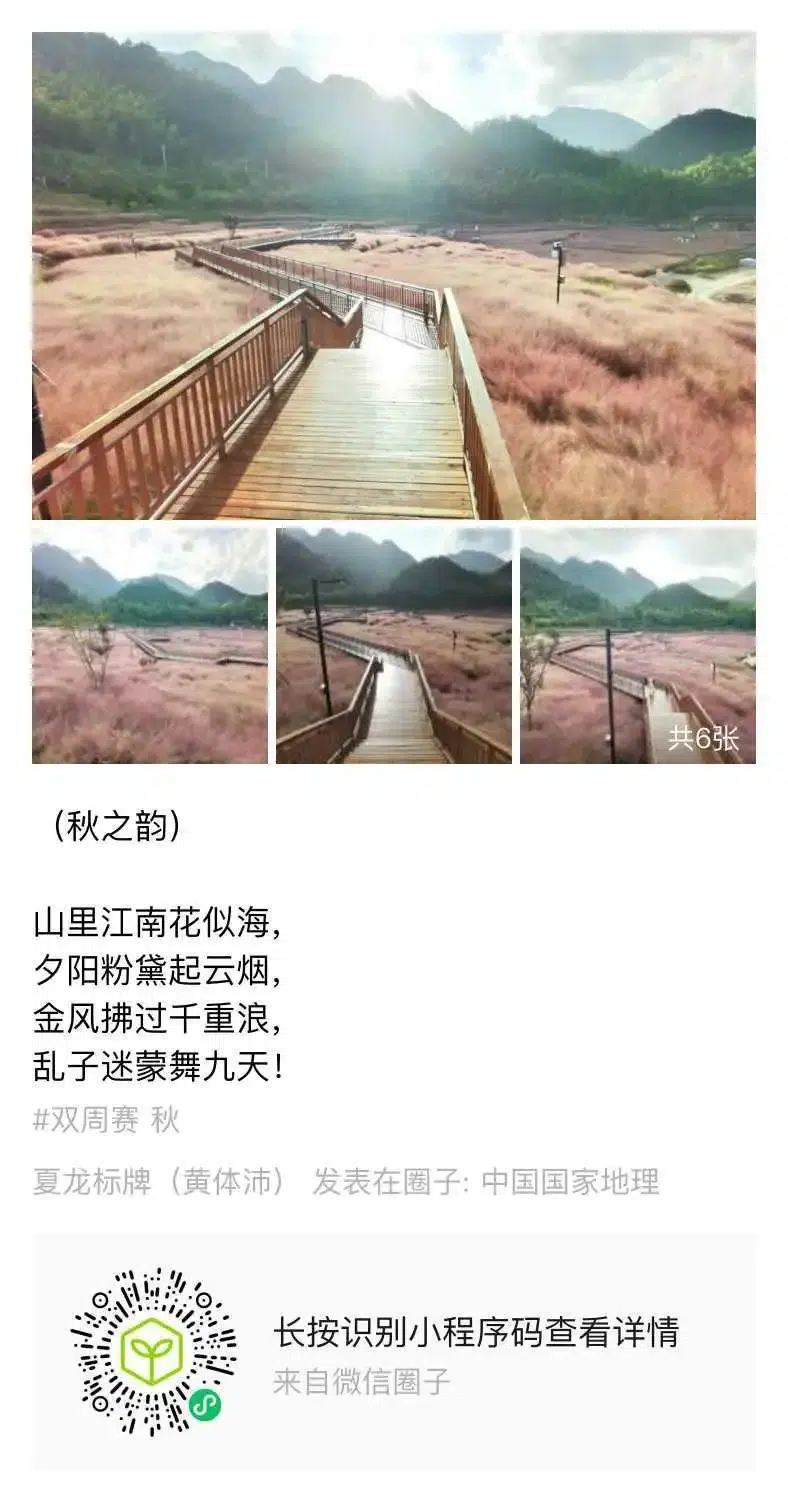 共6张
（秋之韵）
山里江南花似海，
夕阳粉黛起云烟，
金风拂过千重浪，
乱子迷蒙舞九天！
#双周赛 秋
夏龙标牌（黄体沛） 发表在圈子: 中国国家地理
长按识别小程序码查看详情
来自微信圈子